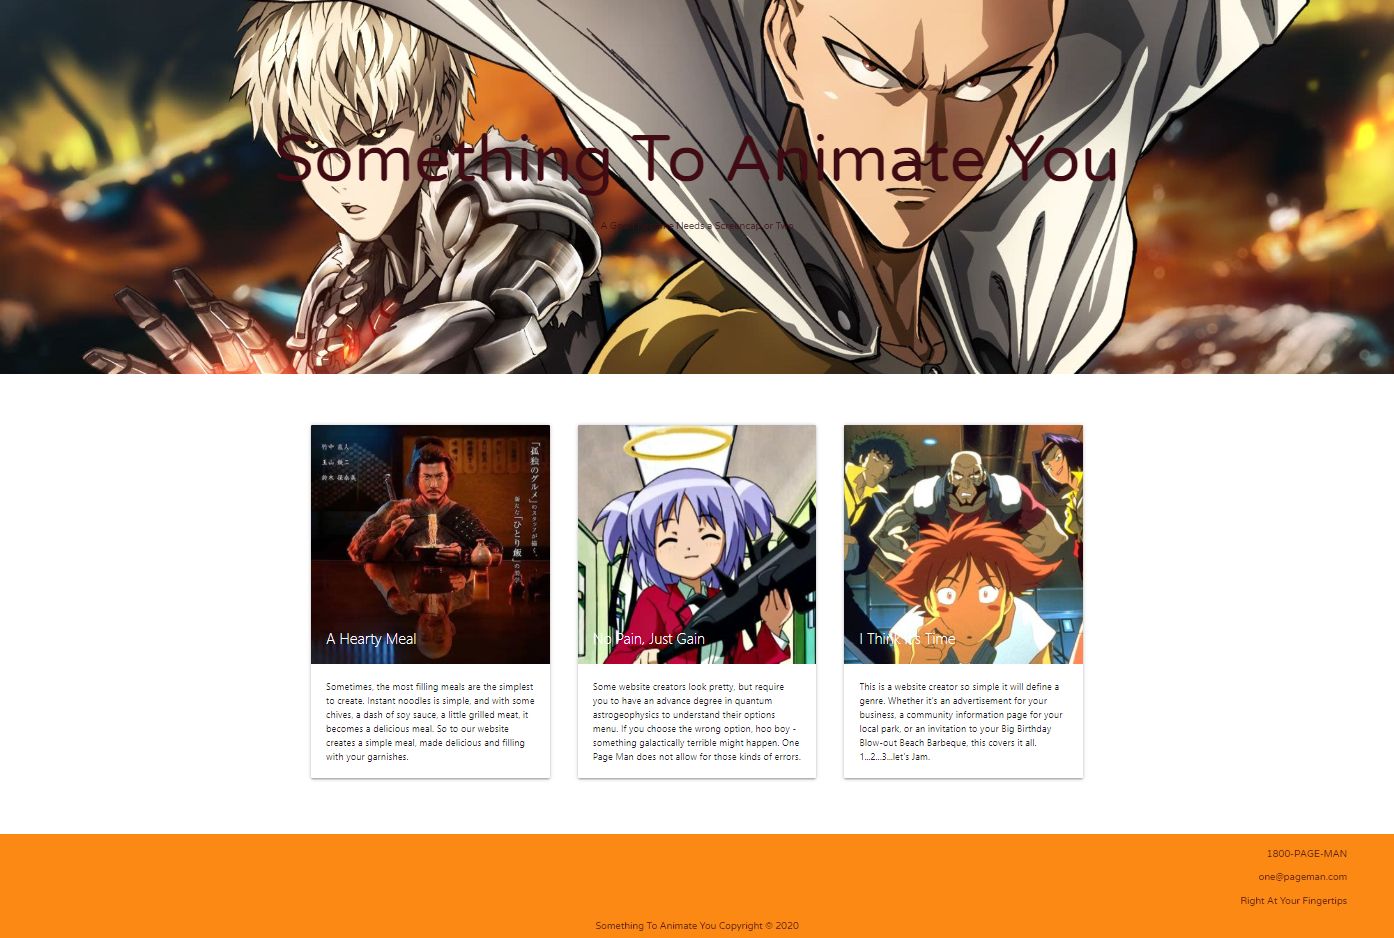 Something To Animate You
Needs a Screencap or Two
竹中 直人
玉山 鉄二
鈴木 保奈美
『孤独のグルメ』
のスタッフが描く、
新たな「ひとり飯」の哲学。
A Hearty Meal
No Pain, Just Gain
I Think It's Time
Sometimes, the most filling meals are the simplest
to create. Instant noodles is simple, and with some
chives, a dash of soy sauce, a little grilled meat, it
becomes a delicious meal. So to our website
creates a simple meal, made delicious and filling
with your garnishes.
Some website creators look pretty, but require
you to have an advance degree in quantum
astrogeophysics to understand their options
menu. If you choose the wrong option, hoo boy -
something galactically terrible might happen. One
Page Man does not allow for those kinds of errors.
This is a website creator so simple it will define a
genre. Whether it's an advertisement for your
business, a community information page for your
local park, or an invitation to your Big Birthday
Blow-out Beach Barbeque, this covers it all.
1...2...3...let's Jam.
1800-PAGE-MAN
one@pageman.com
Right At Your Fingertips
Something To Animate You Copyright © 2020